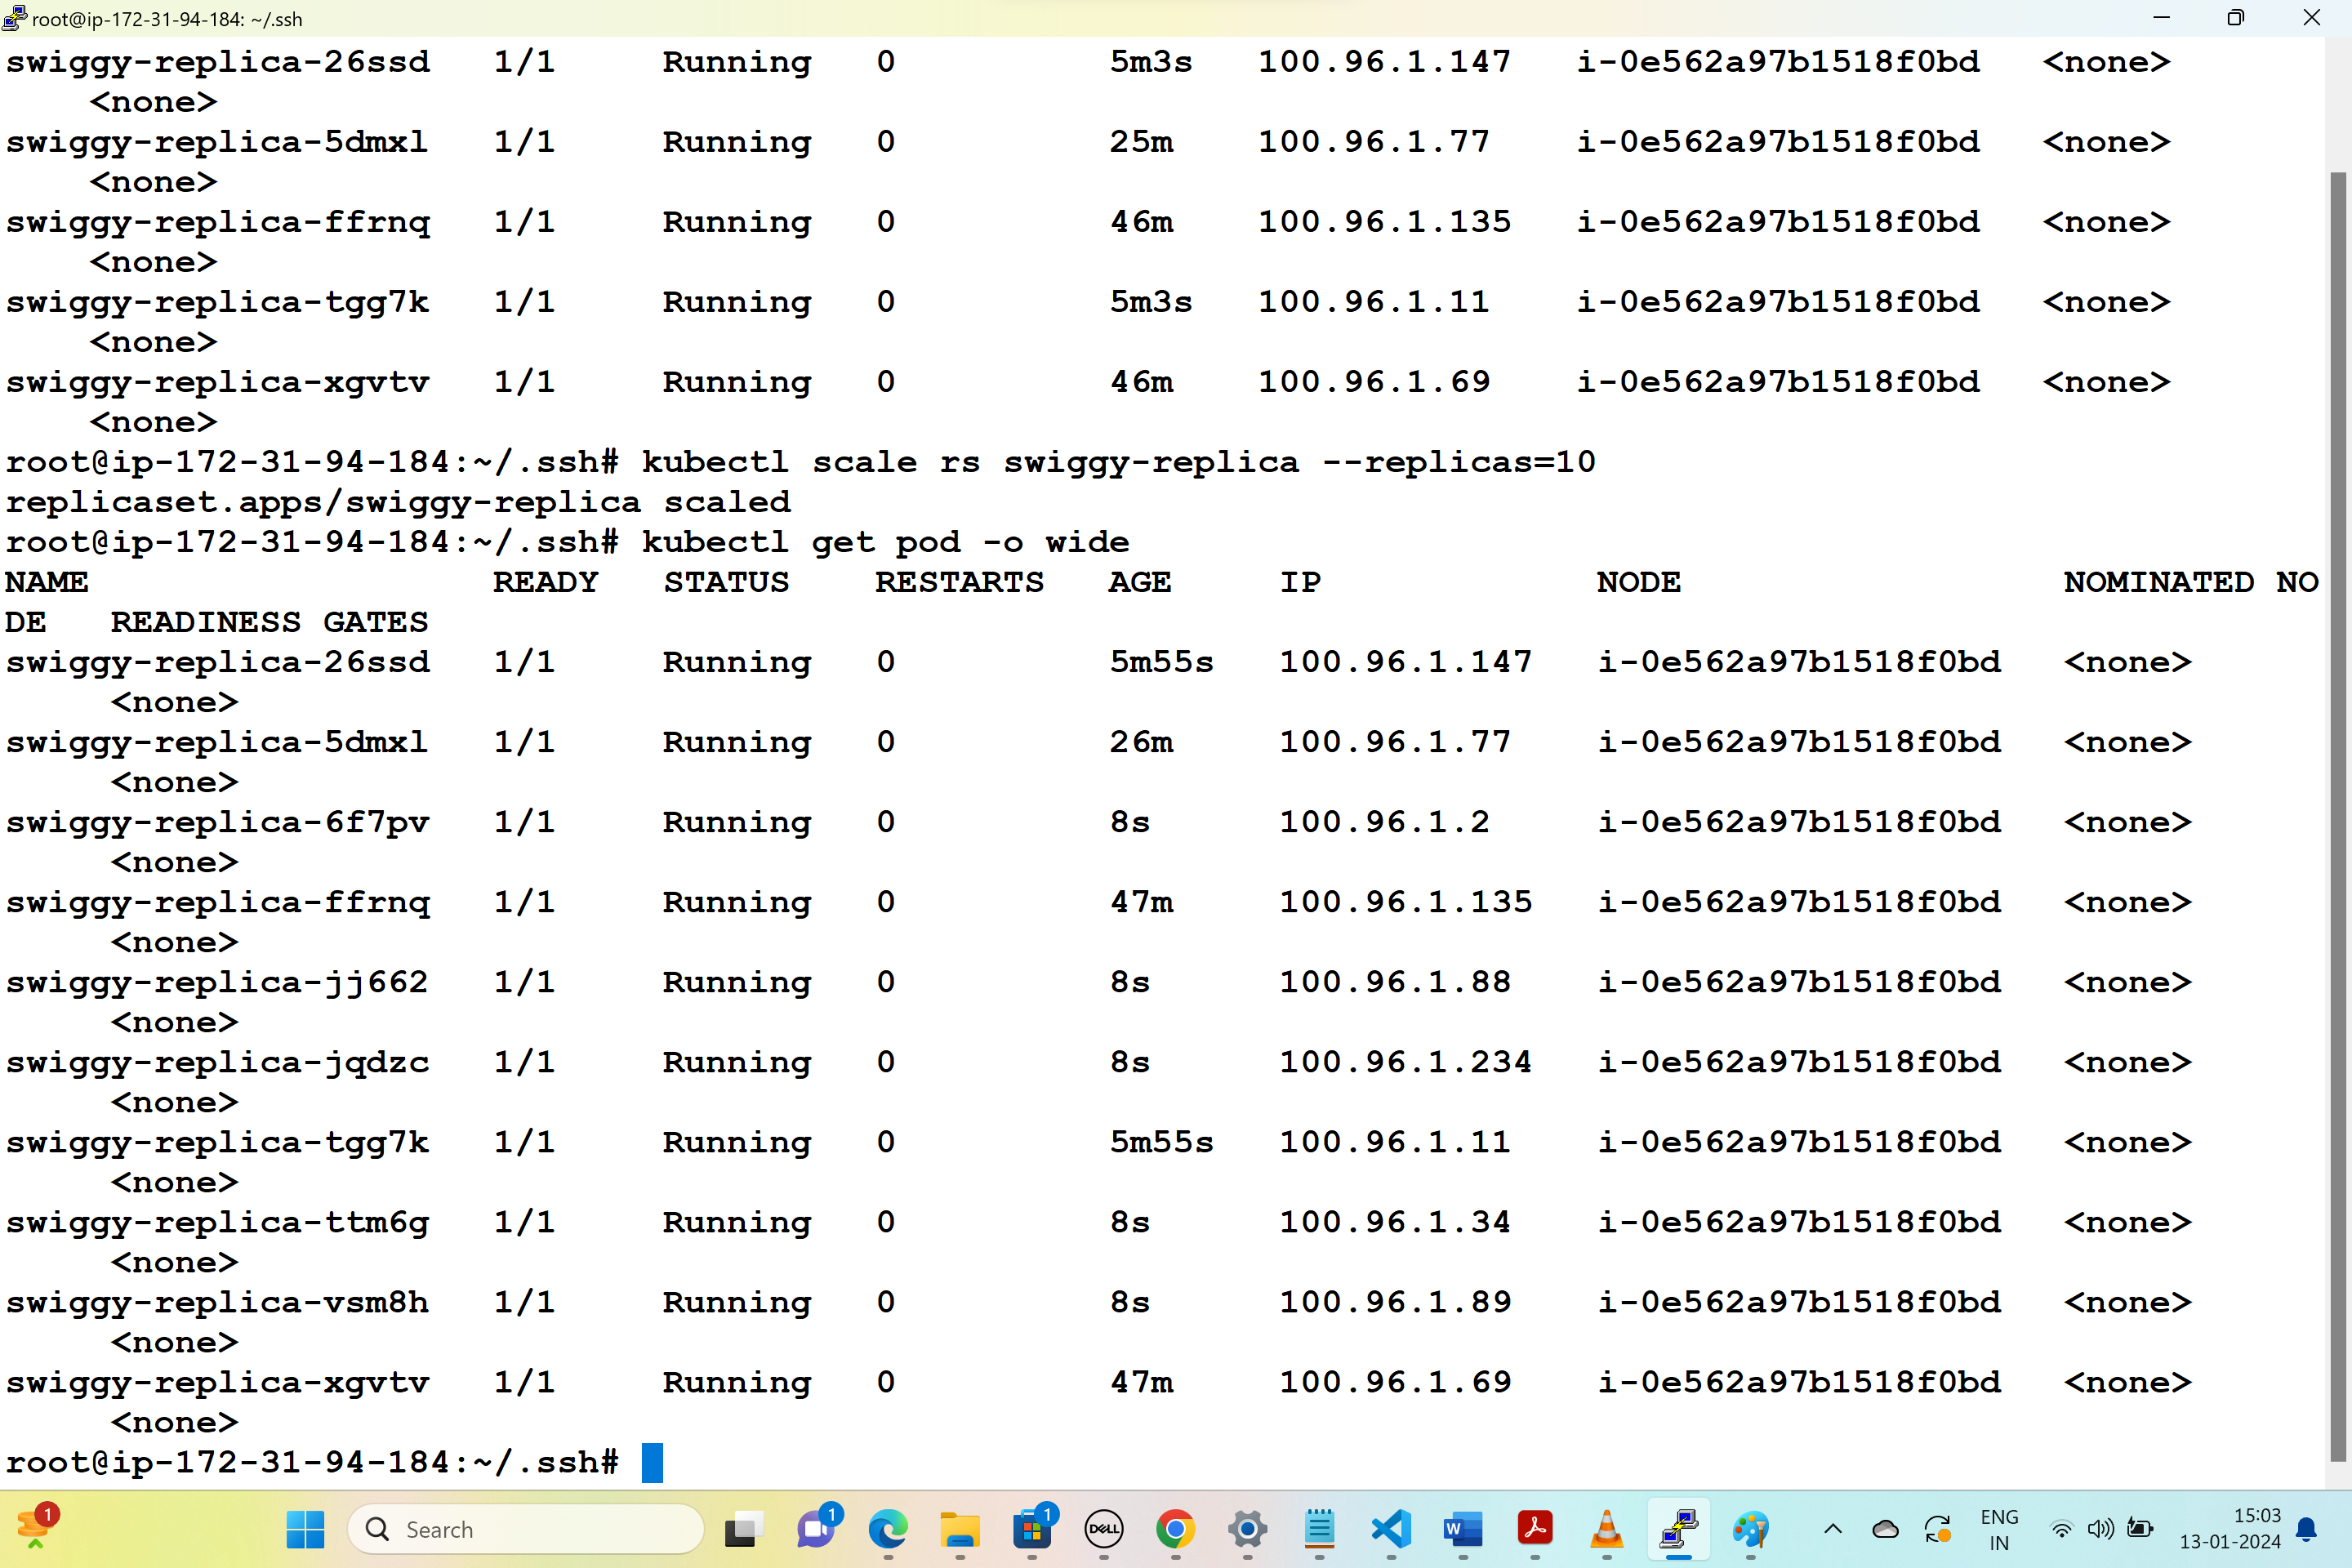 root@ip-172-31-94-184: ~/.ssh
swiggy-replica-26ssd   1/1     Running   0          5m3s   100.96.1.147   i-0e562a97b1518f0bd   <none>
    <none>
swiggy-replica-5dmxl   1/1     Running   0          25m    100.96.1.77    i-0e562a97b1518f0bd   <none>
    <none>
swiggy-replica-ffrnq   1/1     Running   0          46m    100.96.1.135   i-0e562a97b1518f0bd   <none>
    <none>
swiggy-replica-tgg7k   1/1     Running   0          5m3s   100.96.1.11    i-0e562a97b1518f0bd   <none>
    <none>
swiggy-replica-xgvtv   1/1     Running   0          46m    100.96.1.69    i-0e562a97b1518f0bd   <none>
    <none>
root@ip-172-31-94-184:~/.ssh# kubectl scale rs swiggy-replica --replicas=10
replicaset.apps/swiggy-replica scaled
root@ip-172-31-94-184:~/.ssh# kubectl get pod -o wide
NAME                   READY   STATUS    RESTARTS   AGE     IP             NODE                  NOMINATED NO
DE   READINESS GATES
swiggy-replica-26ssd   1/1     Running   0          5m55s   100.96.1.147   i-0e562a97b1518f0bd   <none>
     <none>
swiggy-replica-5dmxl   1/1     Running   0          26m     100.96.1.77    i-0e562a97b1518f0bd   <none>
     <none>
swiggy-replica-6f7pv   1/1     Running   0          8s      100.96.1.2     i-0e562a97b1518f0bd   <none>
     <none>
swiggy-replica-ffrnq   1/1     Running   0          47m     100.96.1.135   i-0e562a97b1518f0bd   <none>
     <none>
swiggy-replica-jj662   1/1     Running   0          8s      100.96.1.88    i-0e562a97b1518f0bd   <none>
     <none>
swiggy-replica-jqdzc   1/1     Running   0          8s      100.96.1.234   i-0e562a97b1518f0bd   <none>
     <none>
swiggy-replica-tgg7k   1/1     Running   0          5m55s   100.96.1.11    i-0e562a97b1518f0bd   <none>
     <none>
swiggy-replica-ttm6g   1/1     Running   0          8s      100.96.1.34    i-0e562a97b1518f0bd   <none>
     <none>
swiggy-replica-vsm8h   1/1     Running   0          8s      100.96.1.89    i-0e562a97b1518f0bd   <none>
     <none>
swiggy-replica-xgvtv   1/1     Running   0          47m     100.96.1.69    i-0e562a97b1518f0bd   <none>
     <none>
root@ip-172-31-94-184:~/.ssh#
1 Search 1 1 DELL W ENG 15:03
IN 13-01-2024